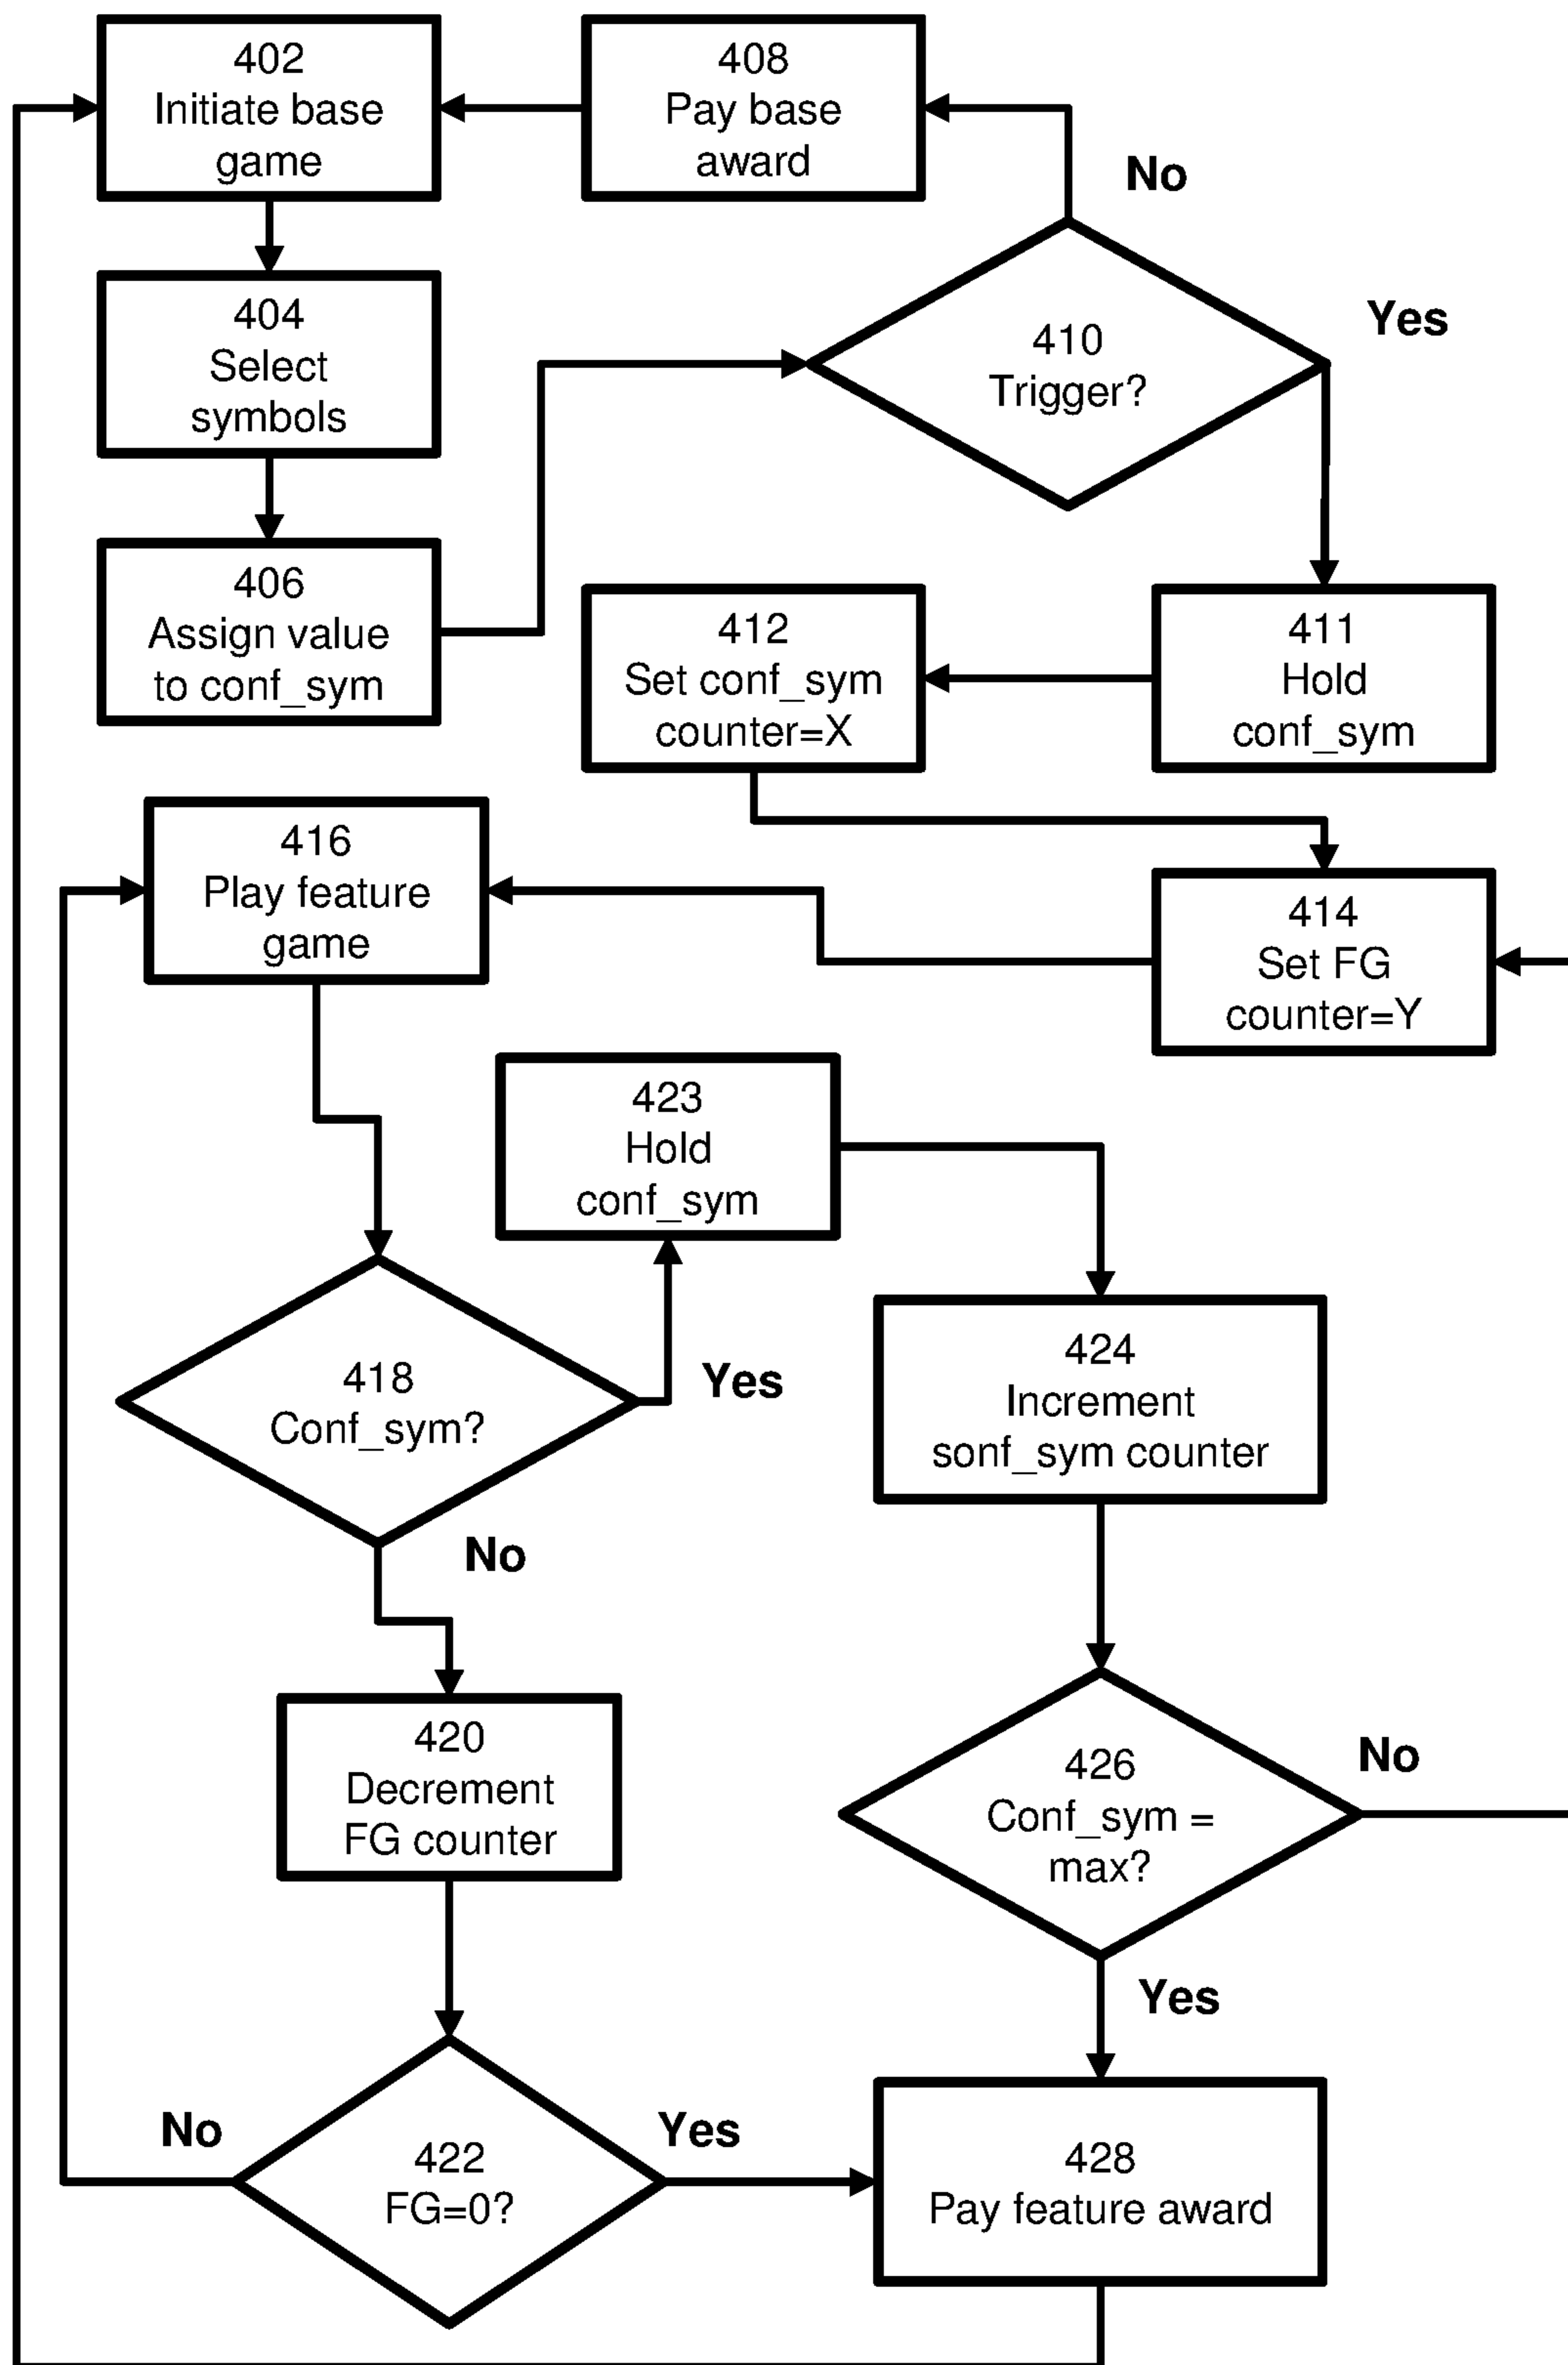 402
Initiate base
game
408
Pay base
award
No
404
Select
symbols
410
Trigger?
Yes
406
Assign value
to conf_sym
412
Set conf_sym
counter=X
411
Hold
conf_sym
416
Play feature
game
414
Set FG
counter=Y
423
Hold
conf_sym
418
Conf_sym?
Yes
No
424
Increment
sonf_sym counter
420
Decrement
FG counter
426
Conf_sym =
max?
No
Yes
422
FG=0?
No
Yes
428
Pay feature award